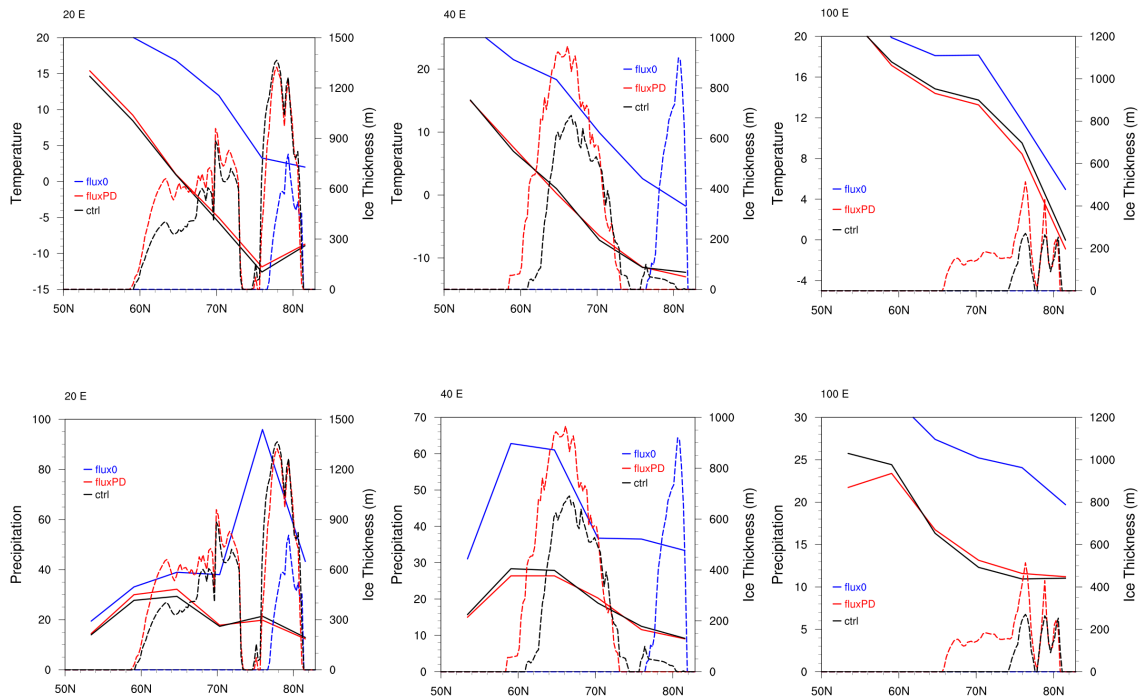 20 E
20
15
10
5
0
-5
-10
-15
Temperature
1500
1200
900
600
300
0
Ice Thickness (m)
flux0
fluxPD
ctrl
50N 60N 70N 80N
40 E
20
10
0
-10
Temperature
1000
800
600
400
200
0
Ice Thickness (m)
flux0
fluxPD
ctrl
50N 60N 70N 80N
100 E
20
16
12
8
4
0
-4
Temperature
1200
1000
800
600
400
200
0
Ice Thickness (m)
flux0
fluxPD
ctrl
50N 60N 70N 80N
20 E
100
80
60
40
20
0
Precipitation
1500
1200
900
600
300
0
Ice Thickness (m)
flux0
fluxPD
ctrl
50N 60N 70N 80N
40 E
70
60
50
40
30
20
10
0
Precipitation
1000
800
600
400
200
0
Ice Thickness (m)
flux0
fluxPD
ctrl
50N 60N 70N 80N
100 E
30
25
20
15
10
5
0
Precipitation
1200
1000
800
600
400
200
0
Ice Thickness (m)
flux0
fluxPD
ctrl
50N 60N 70N 80N